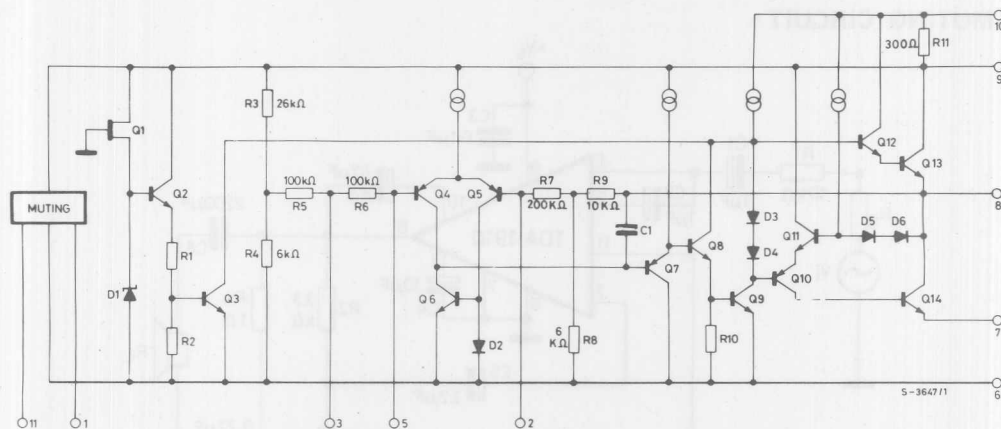 10
300Ω R11
9
R3 26kΩ
Q1
Q12
Q13
MUTING
Q2
100kΩ
R5
100kΩ
R6
Q4 Q5
R7
200KΩ
R9
10KΩ
8
R4 6kΩ
C1
D3
Q11
D5 D6
R1
Q8
D4
Q7
Q10
D1
Q3
Q6
Q9
Q14
R2
D2
6
KΩ
R8
R10
7
S-3647/1
6
11 1 3 5 2